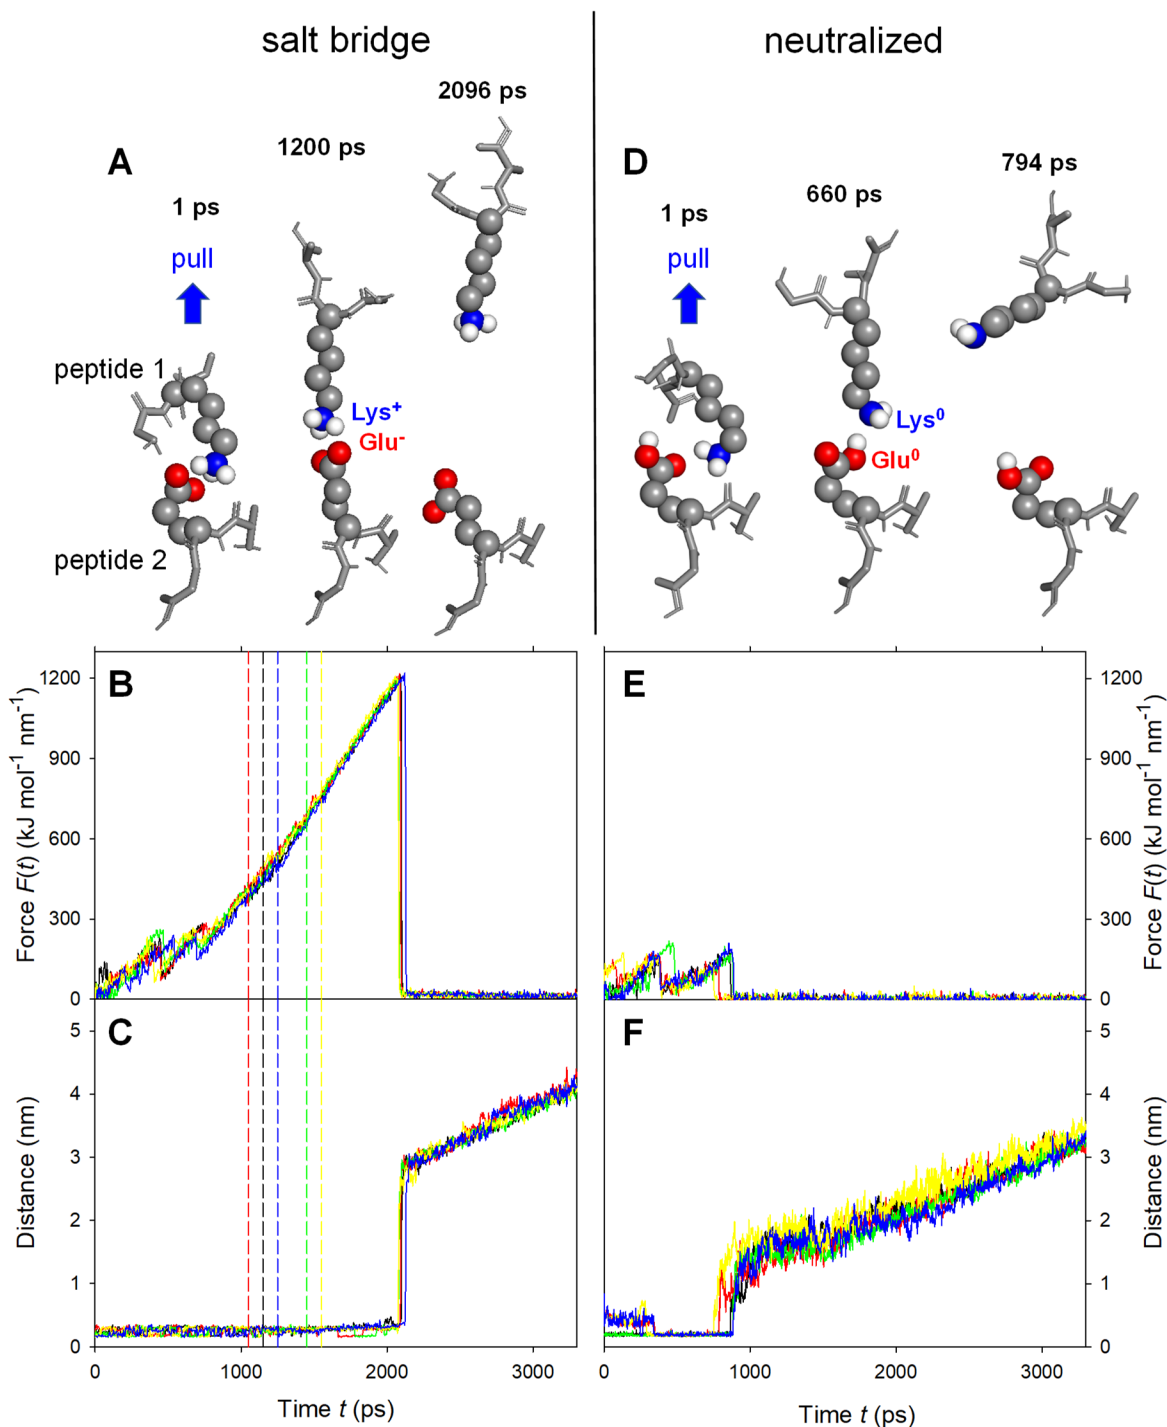 salt bridge
neutralized
2096 ps
1200 ps
A
D
794 ps
660 ps
1 ps
1 ps
pull
pull
peptide 1
Lys⁺
Glu⁻
Lys⁰
Glu⁰
peptide 2
B
E
1200
900
600
300
0
Force F(t) (kJ mol⁻¹ nm⁻¹)
1200
900
600
300
0
Force F(t) (kJ mol⁻¹ nm⁻¹)
C
F
5
4
3
2
1
0
Distance (nm)
5
4
3
2
1
0
Distance (nm)
0 1000 2000 3000
0 1000 2000 3000
Time t (ps)
Time t (ps)